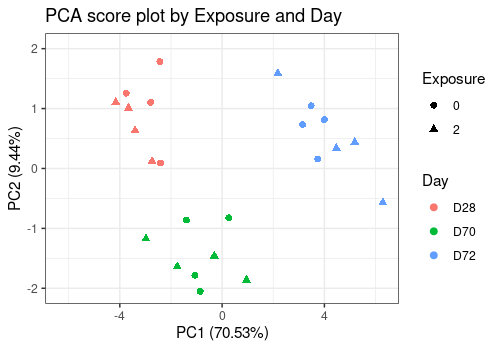 PCA score plot by Exposure and Day
2
1
0
-1
-2
PC2 (9.44%)
-4
0
4
PC1 (70.53%)
Exposure
0
2
Day
D28
D70
D72